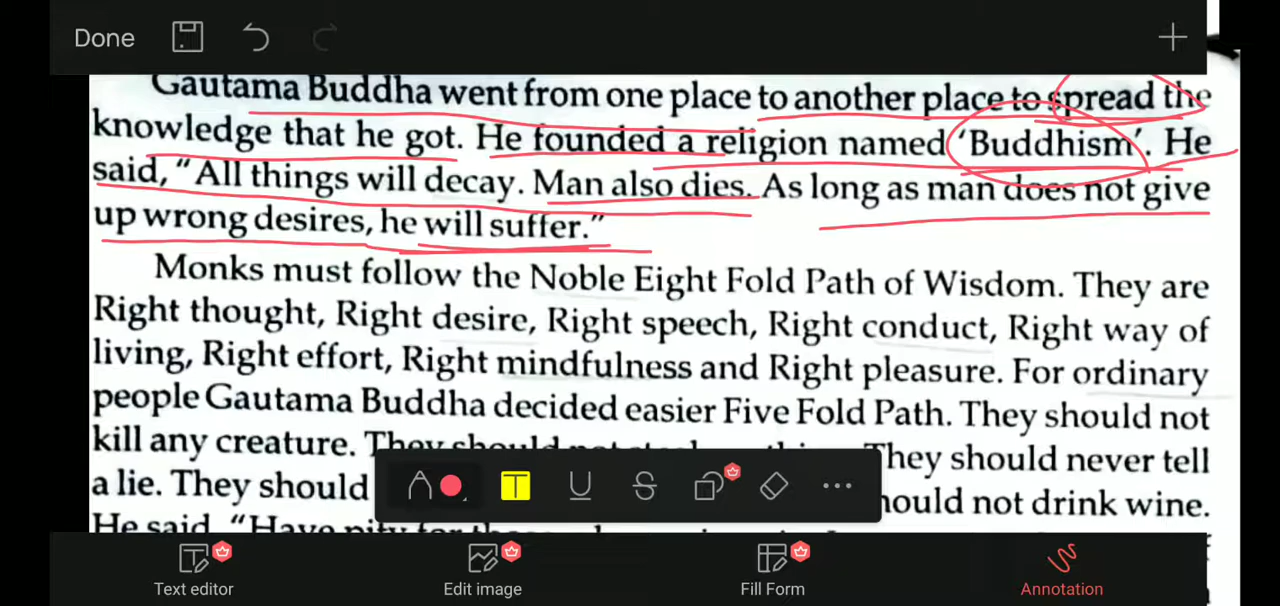 Done
Gautama Buddha went from one place to another place to spread the
knowledge that he got. He founded a religion named ‘Buddhism’. He
said, “All things will decay. Man also dies. As long as man does not give
up wrong desires, he will suffer.”
Monks must follow the Noble Eight Fold Path of Wisdom. They are
Right thought, Right desire, Right speech, Right conduct, Right way of
living, Right effort, Right mindfulness and Right pleasure. For ordinary
people Gautama Buddha decided easier Five Fold Path. They should not
kill any creature. They should They should never tell
a lie. They should should not drink wine.
He said, “Have pity for
Text editor
Edit image
Fill Form
Annotation